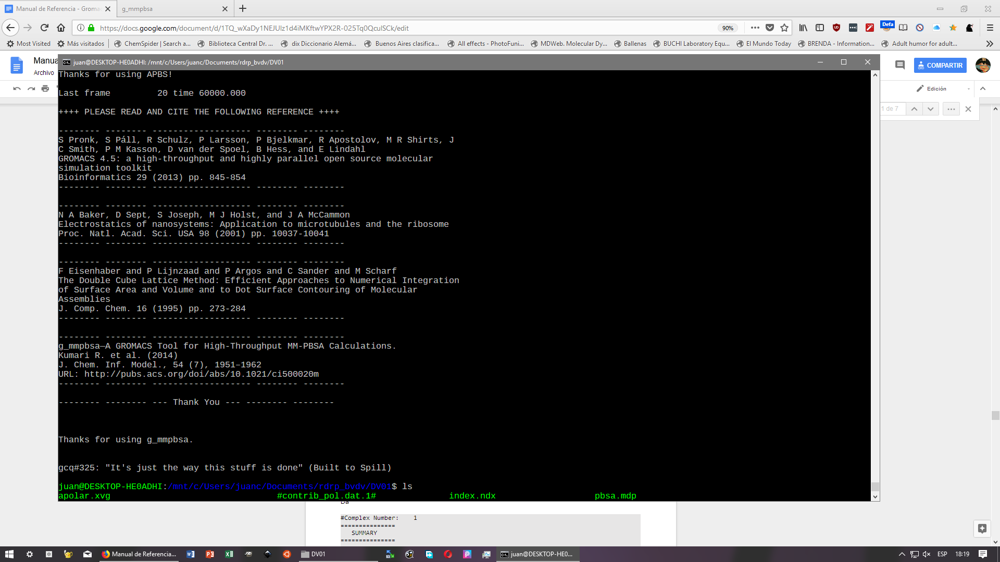 Manual de Referencia - Groma
g_mmpbsa
https://docs.google.com/document/d/1TQ_wXaDy1NEJUlz1d4iMKftwYPX2R-025Tq0QculSCk/edit
90%
Defa
Most Visited
Más visitados
ChemSpider | Search a...
Biblioteca Central Dr. ...
dix Diccionario Alemá...
Buenos Aires clasifica...
All effects - PhotoFuni...
MDWeb. Molecular Dy...
Ballenas
BUCHI Laboratory Equ...
El Mundo Today
BRENDA - Information...
Adult humor for adult...
Manua
Archivo
COMPARTIR
Edición
1 de 7
juan@DESKTOP-HE0ADHI: /mnt/c/Users/juanc/Documents/rdrp_bvdv/DV01
Thanks for using APBS!
Last frame         20 time 60000.000
++++ PLEASE READ AND CITE THE FOLLOWING REFERENCE ++++
-------- -------- ------------------- -------- --------
S Pronk, S Páll, R Schulz, P Larsson, P Bjelkmar, R Apostolov, M R Shirts, J
C Smith, P M Kasson, D van der Spoel, B Hess, and E Lindahl
GROMACS 4.5: a high-throughput and highly parallel open source molecular
simulation toolkit
Bioinformatics 29 (2013) pp. 845-854
-------- -------- ------------------- -------- --------
-------- -------- ------------------- -------- --------
N A Baker, D Sept, S Joseph, M J Holst, and J A McCammon
Electrostatics of nanosystems: Application to microtubules and the ribosome
Proc. Natl. Acad. Sci. USA 98 (2001) pp. 10037-10041
-------- -------- ------------------- -------- --------
-------- -------- ------------------- -------- --------
F Eisenhaber and P Lijnzaad and P Argos and C Sander and M Scharf
The Double Cube Lattice Method: Efficient Approaches to Numerical Integration
of Surface Area and Volume and to Dot Surface Contouring of Molecular
Assemblies
J. Comp. Chem. 16 (1995) pp. 273-284
-------- -------- ------------------- -------- --------
-------- -------- ------------------- -------- --------
g_mmpbsa—A GROMACS Tool for High-Throughput MM-PBSA Calculations.
Kumari R. et al. (2014)
J. Chem. Inf. Model., 54 (7), 1951–1962
URL: http://pubs.acs.org/doi/abs/10.1021/ci500020m
-------- -------- ------------------- -------- --------
-------- -------- --- Thank You --- -------- --------
Thanks for using g_mmpbsa.
gcq#325: "It's just the way this stuff is done" (Built to Spill)
juan@DESKTOP-HE0ADHI:/mnt/c/Users/juanc/Documents/rdrp_bvdv/DV01$ ls
apolar.xvg                                #contrib_pol.dat.1#              index.ndx                   pbsa.mdp
Da
#Complex Number:    1
===============
SUMMARY
===============
Manual de Referencia...
DV01
juan@DESKTOP-HE0...
ESP
18:19